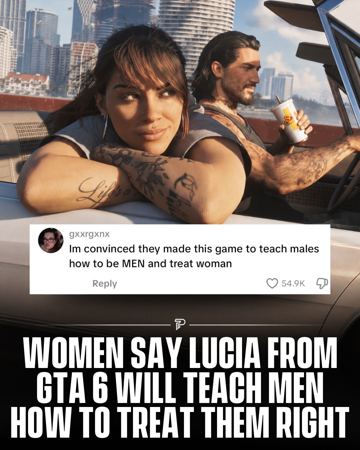 Life
gxxrgxnx
Im convinced they made this game to teach males
how to be MEN and treat woman
Reply
54.9K
WOMEN SAY LUCIA FROM
GTA 6 WILL TEACH MEN
HOW TO TREAT THEM RIGHT